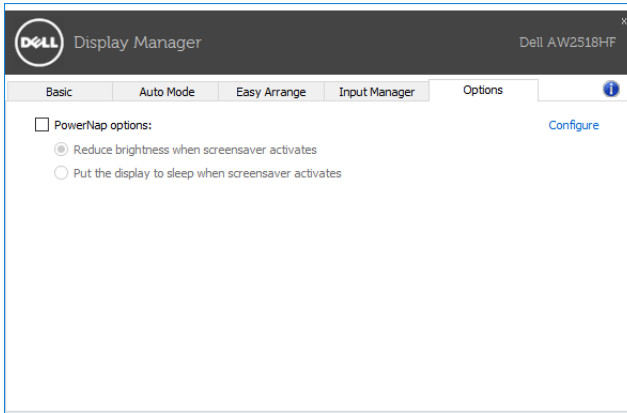 x
DELL Display Manager Dell AW2518HF
Basic Auto Mode Easy Arrange Input Manager Options i
PowerNap options: Configure
Reduce brightness when screensaver activates
Put the display to sleep when screensaver activates